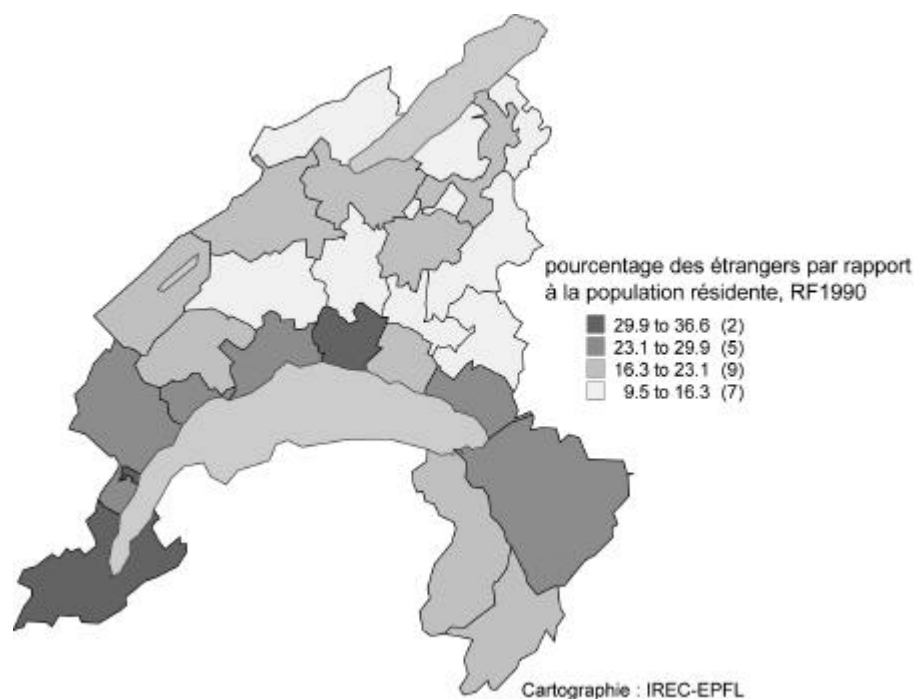 pourcentage des étrangers par rapport
à la population résidente, RF1990
29.9 to 36.6 (2)
23.1 to 29.9 (5)
16.3 to 23.1 (9)
9.5 to 16.3 (7)
Cartographie : IREC-EPFL